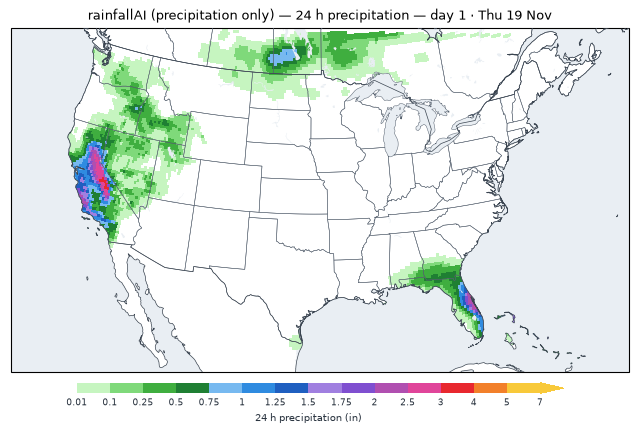 rainfallAI (precipitation only) — 24 h precipitation — day 1 · Thu 19 Nov
0.01 0.1 0.25 0.5 0.75 1 1.25 1.5 1.75 2 2.5 3 4 5 7
24 h precipitation (in)